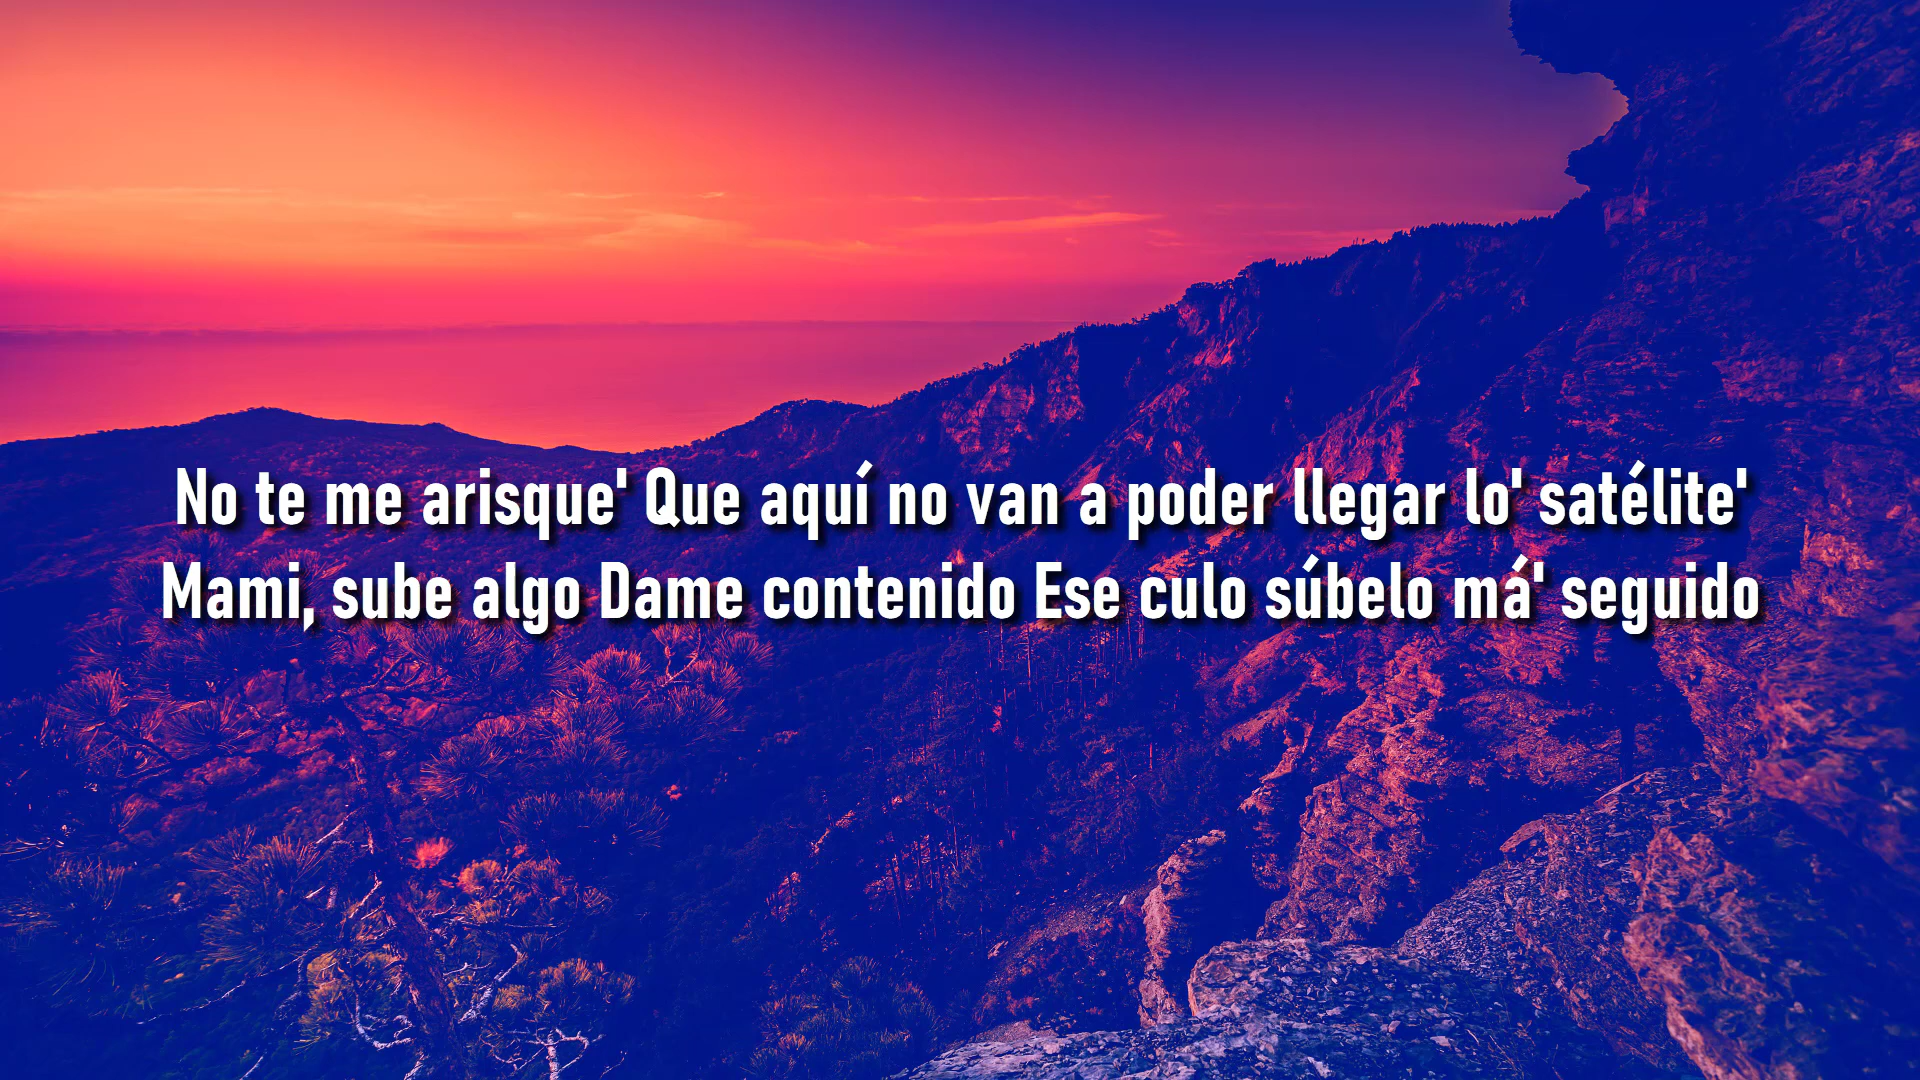 No te me arisque' Que aquí no van a poder llegar lo' satélite'
Mami, sube algo Dame contenido Ese culo súbelo má' seguido